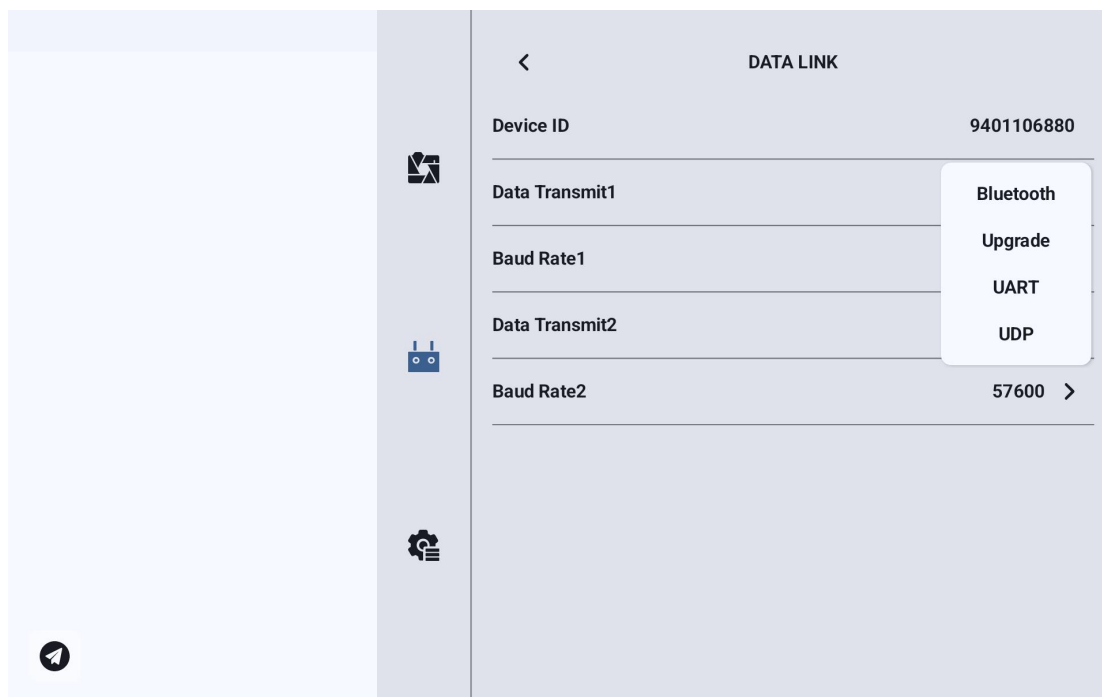 DATA LINK
Device ID 9401106880
Data Transmit1
Bluetooth
Upgrade
Baud Rate1
UART
Data Transmit2
UDP
Baud Rate2 57600